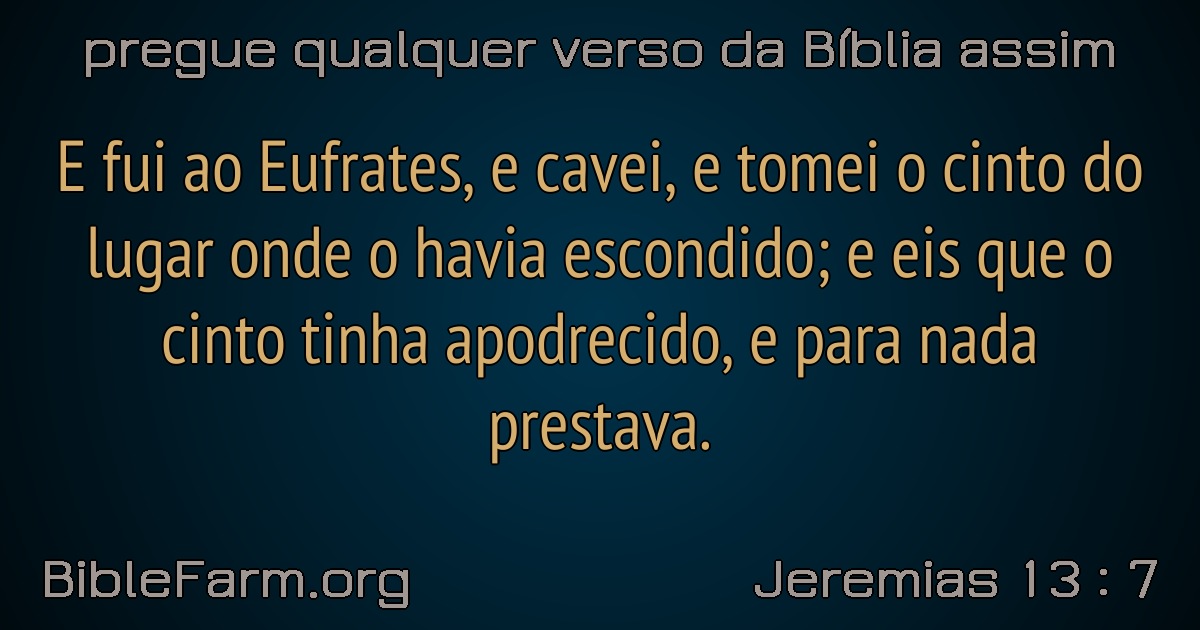 pregue qualquer verso da Bíblia assim
E fui ao Eufrates, e cavei, e tomei o cinto do
lugar onde o havia escondido; e eis que o
cinto tinha apodrecido, e para nada
prestava.
BibleFarm.org
Jeremias 13 : 7